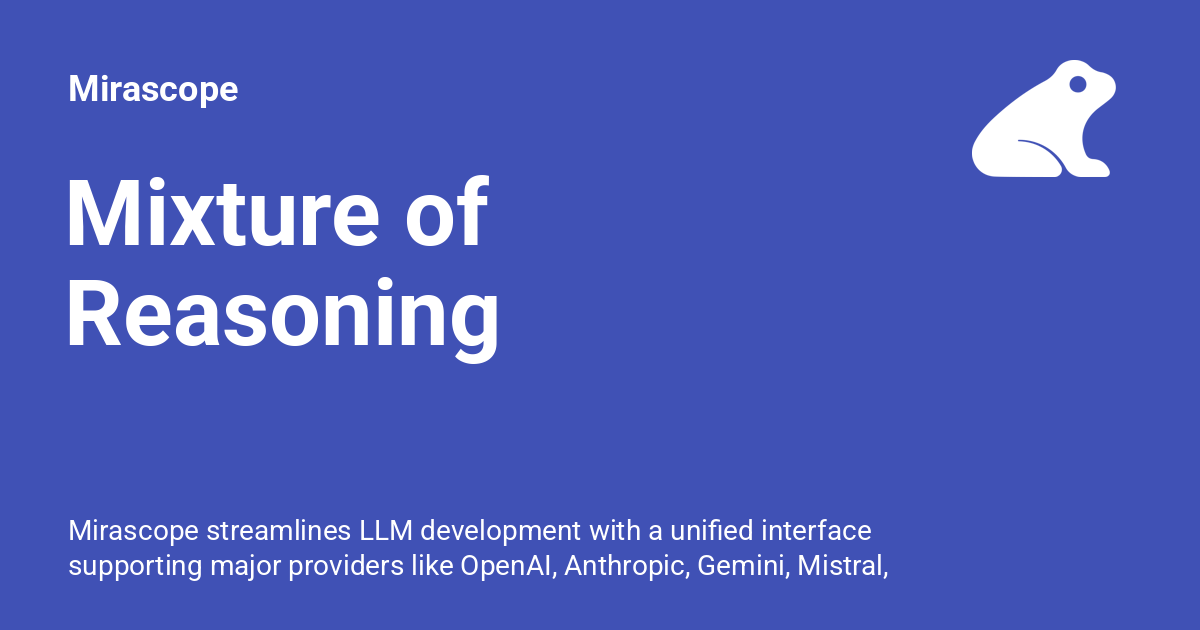 Mirascope
Mixture of
Reasoning
Mirascope streamlines LLM development with a unified interface
supporting major providers like OpenAI, Anthropic, Gemini, Mistral,